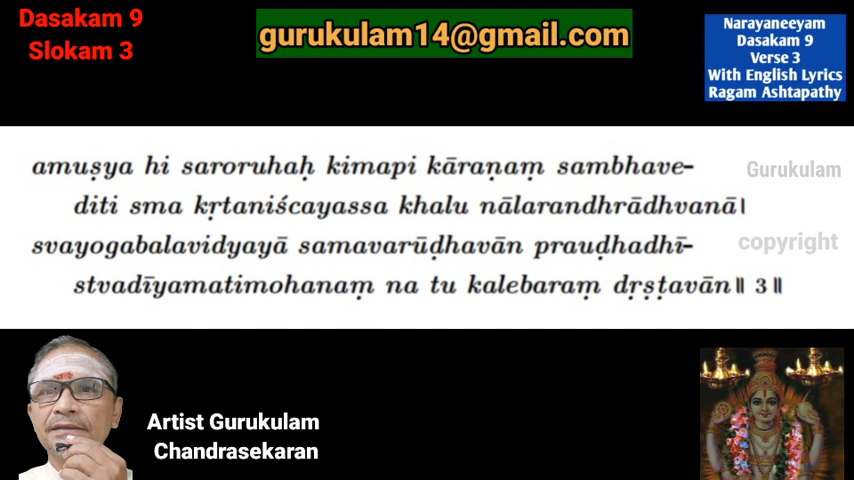 Dasakam 9
Slokam 3
gurukulam14@gmail.com
Narayaneeyam
Dasakam 9
Verse 3
With English Lyrics
Ragam Ashtapathy
amuṣya hi saroruhaḥ kimapi kāraṇaṃ sambhave-
diti sma kṛtaniścayassa khalu nālarandhrādhvanā|
svayogabalavidyayā samavarūḍhavān prauḍhadhī-
stvadīyamatimohanaṃ na tu kalebaraṃ dṛṣṭavān‖ 3 ‖
Gurukulam
copyright
Artist Gurukulam
Chandrasekaran